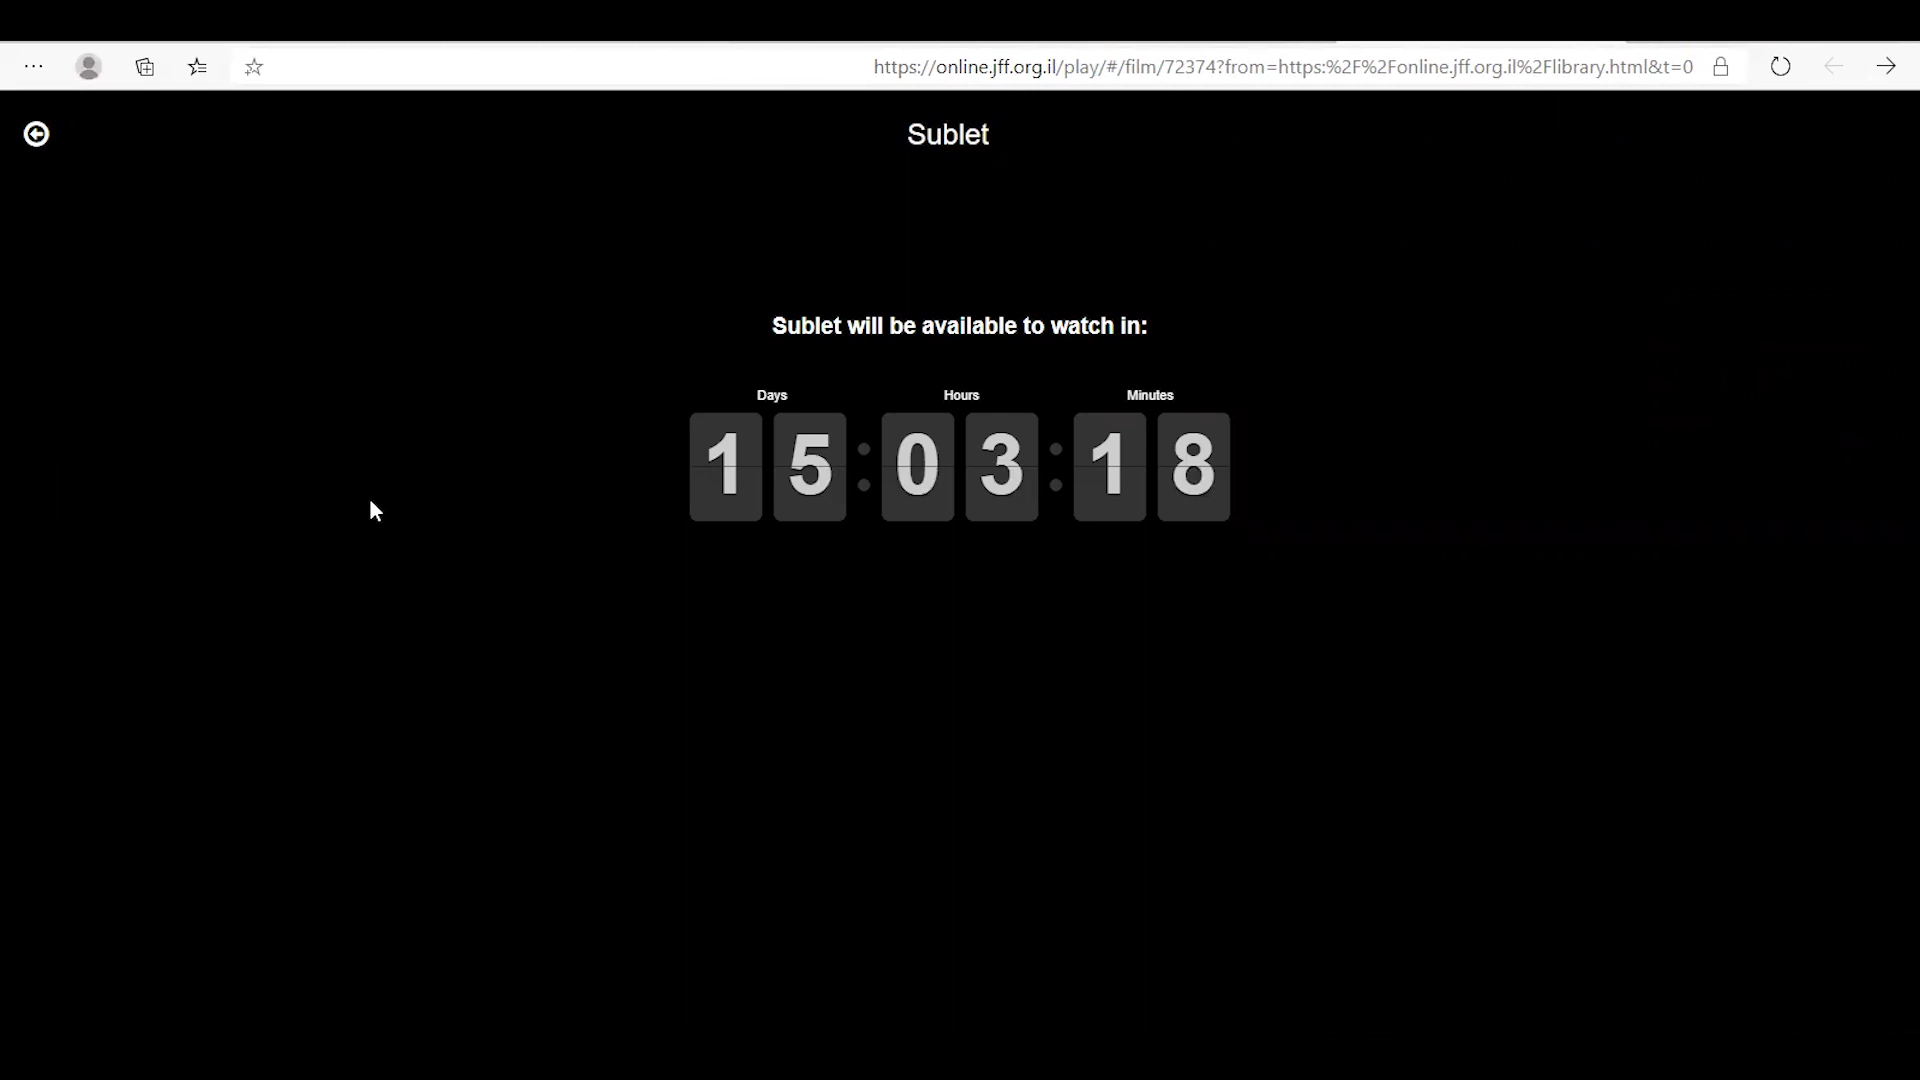 https://online.jff.org.il/play/#/film/72374?from=https:%2F%2Fonline.jff.org.il%2Flibrary.html&t=0
Sublet
Sublet will be available to watch in:
Days Hours Minutes
15:03:18